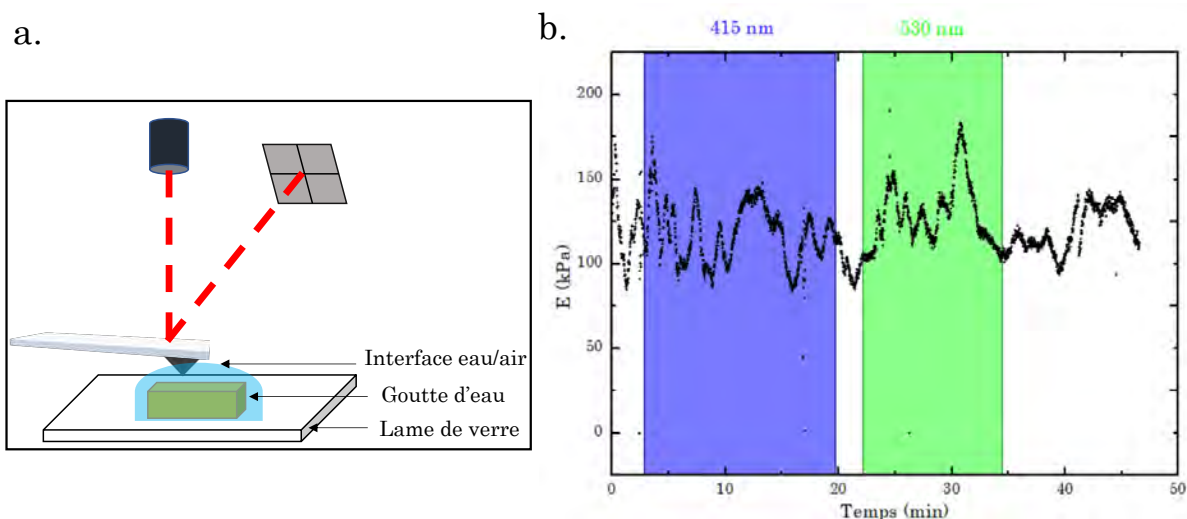 a.
Interface eau/air
Goutte d'eau
Lame de verre
b.
415 nm
530 nm
200
150
100
50
0
E (kPa)
0
10
20
30
40
50
Temps (min)